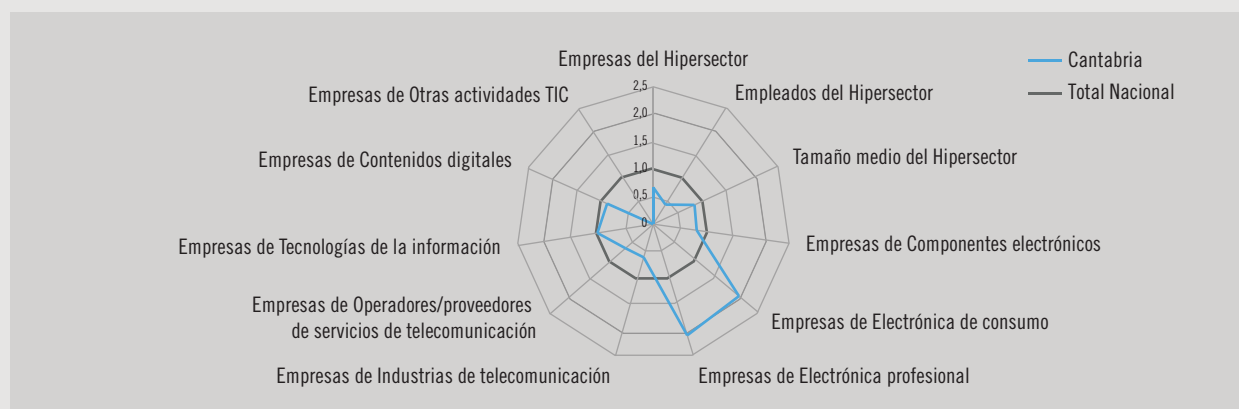 Empresas del Hipersector
Cantabria
Total Nacional
Empresas de Otras actividades TIC
Empleados del Hipersector
Empresas de Contenidos digitales
Tamaño medio del Hipersector
Empresas de Tecnologías de la información
Empresas de Componentes electrónicos
Empresas de Operadores/proveedores
de servicios de telecomunicación
Empresas de Electrónica de consumo
Empresas de Industrias de telecomunicación
Empresas de Electrónica profesional
2,5
2,0
1,5
1,0
0,5
0